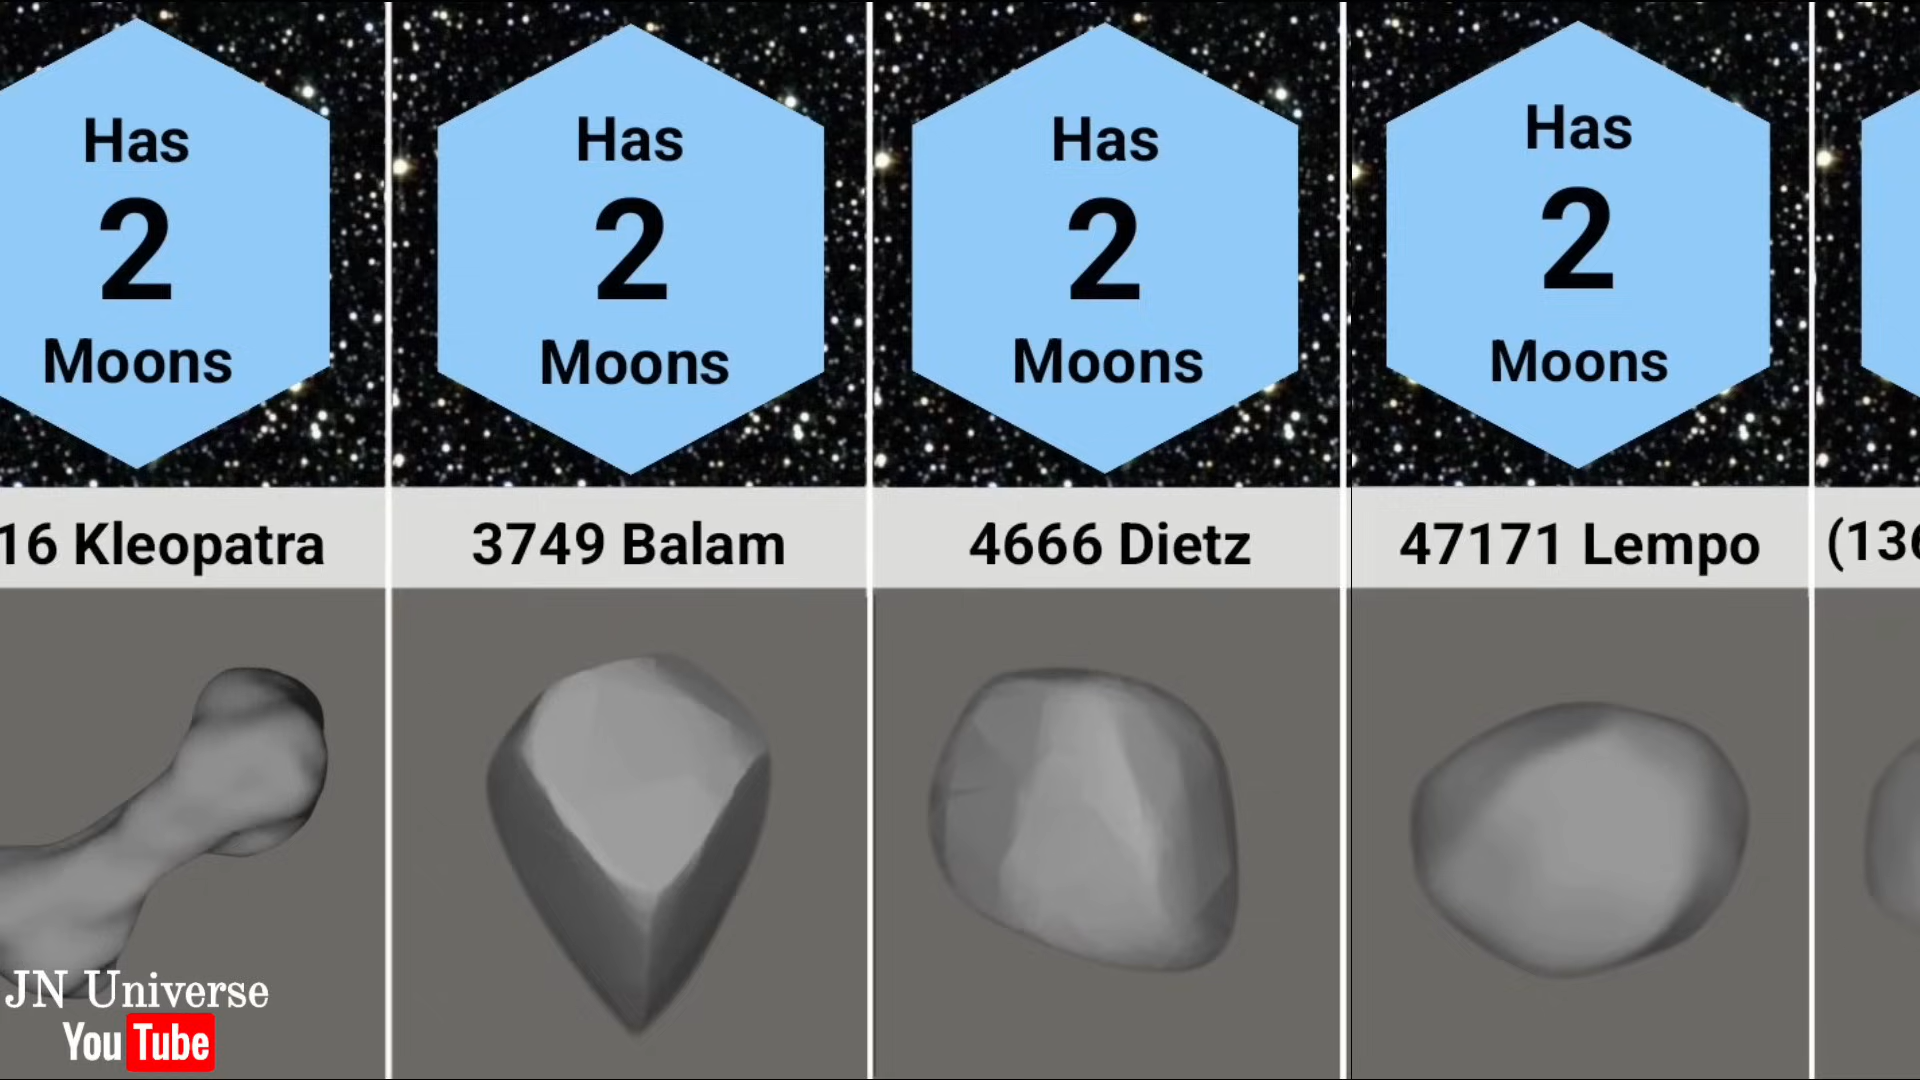 Has
2
Moons
16 Kleopatra
Has
2
Moons
3749 Balam
Has
2
Moons
4666 Dietz
Has
2
Moons
47171 Lempo
(136
JN Universe
YouTube